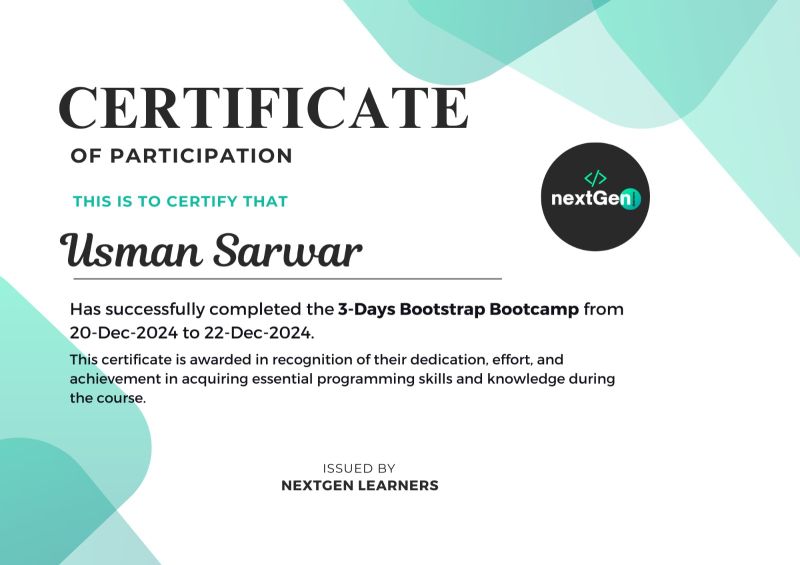 CERTIFICATE
OF PARTICIPATION
THIS IS TO CERTIFY THAT
</>
nextGen
Usman Sarwar
Has successfully completed the 3-Days Bootstrap Bootcamp from
20-Dec-2024 to 22-Dec-2024.
This certificate is awarded in recognition of their dedication, effort, and
achievement in acquiring essential programming skills and knowledge during
the course.
ISSUED BY
NEXTGEN LEARNERS